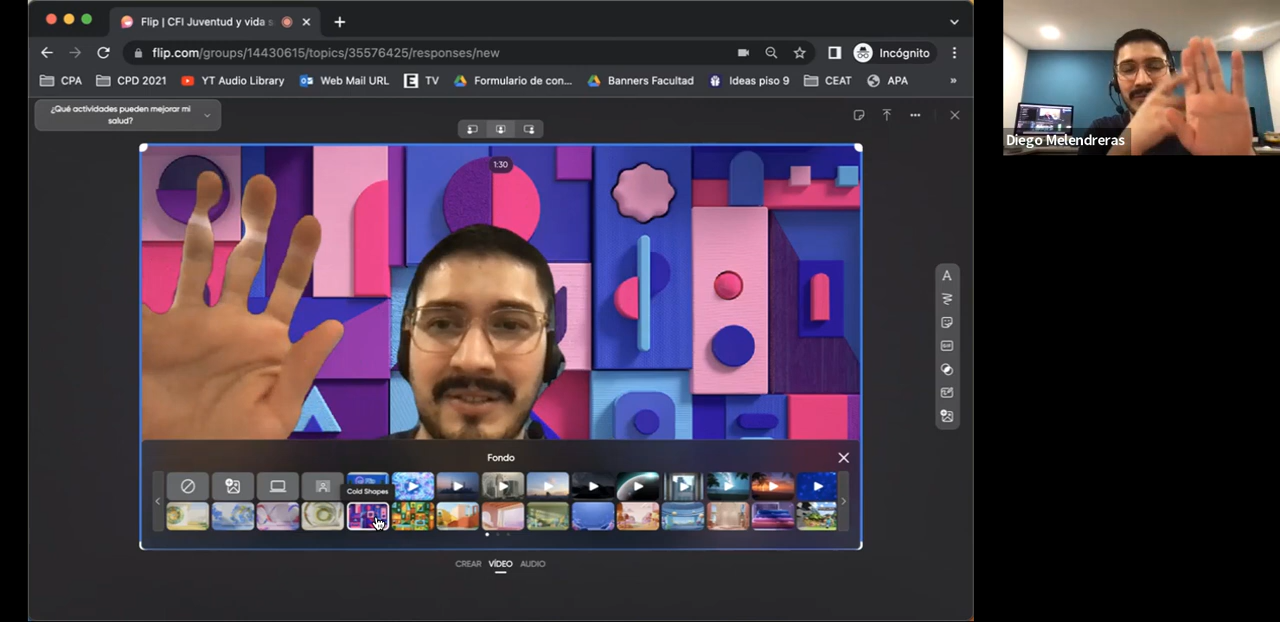 Flip | CFI Juventud y vida s
flip.com/groups/14430615/topics/35576425/responses/new
Incógnito
CPA
CPD 2021
YT Audio Library
Web Mail URL
TV
Formulario de con...
Banners Facultad
Ideas piso 9
CEAT
APA
»
¿Qué actividades pueden mejorar mi
salud?
1:30
A
GIF
Fondo
Cold Shapes
CREAR
VÍDEO
AUDIO
Diego Melendreras